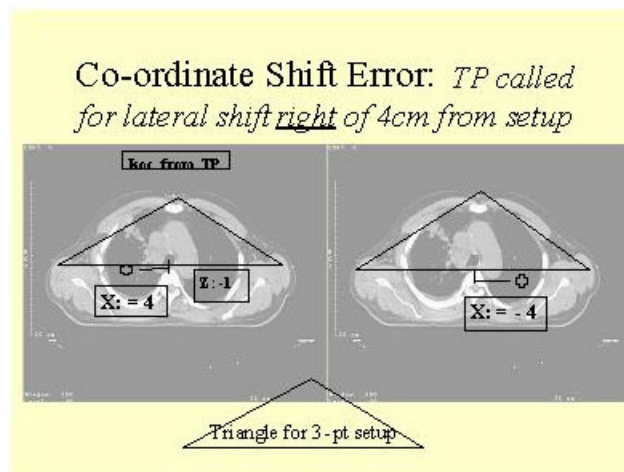 Co-ordinate Shift Error: TP called
for lateral shift right of 4cm from setup
Isoc from TP
Z: -1
X: = 4
X: = - 4
Triangle for 3-pt setup